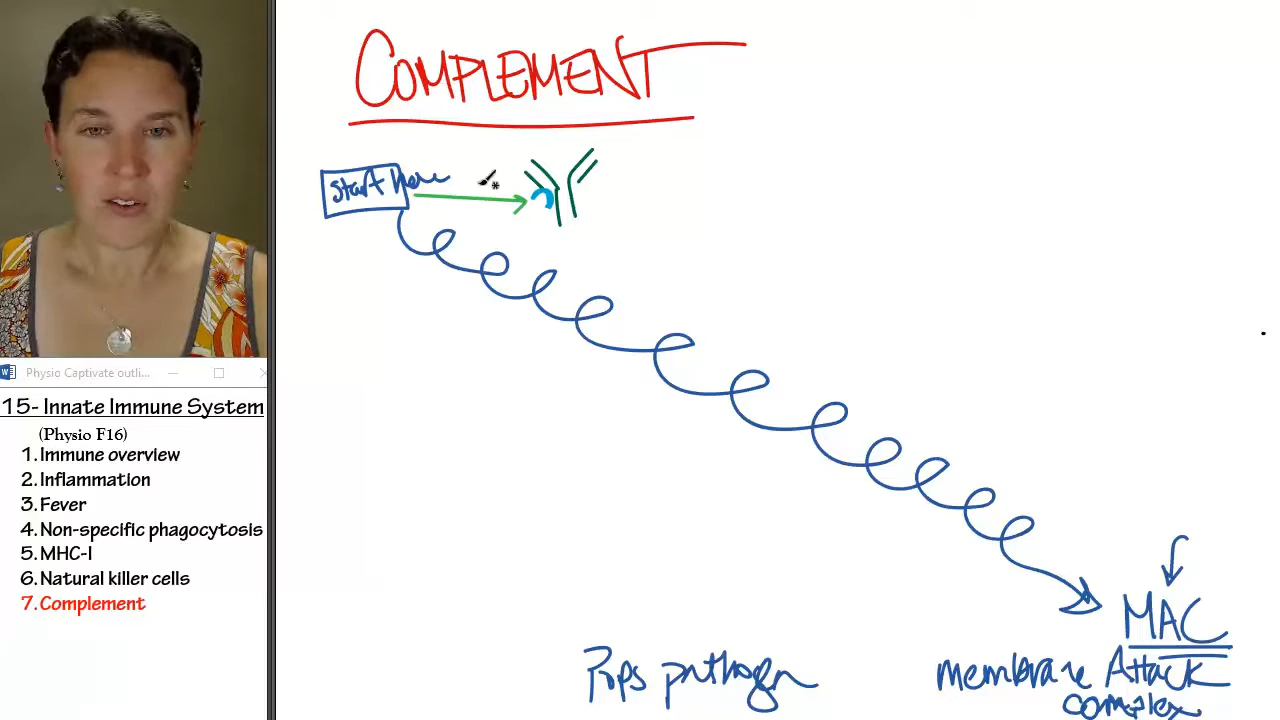 COMPLEMENT
start here
Physio Captivate outli...
15- Innate Immune System
(Physio F16)
1. Immune overview
2. Inflammation
3. Fever
4. Non-specific phagocytosis
5. MHC-I
6. Natural killer cells
7. Complement
MAC
Pops pathogen
membrane Attack
complex